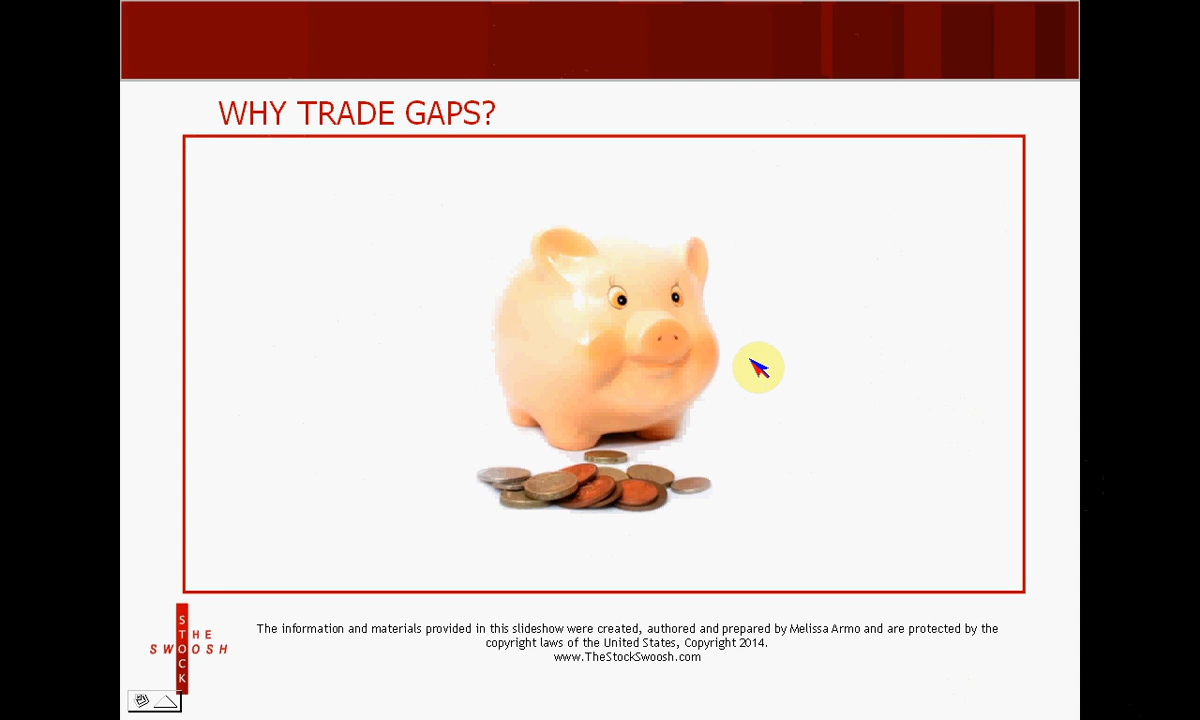 WHY TRADE GAPS?
The information and materials provided in this slideshow were created, authored and prepared by Melissa Armo and are protected by the
copyright laws of the United States, Copyright 2014.
www.TheStockSwoosh.com
THE
STOCK
SWOOSH